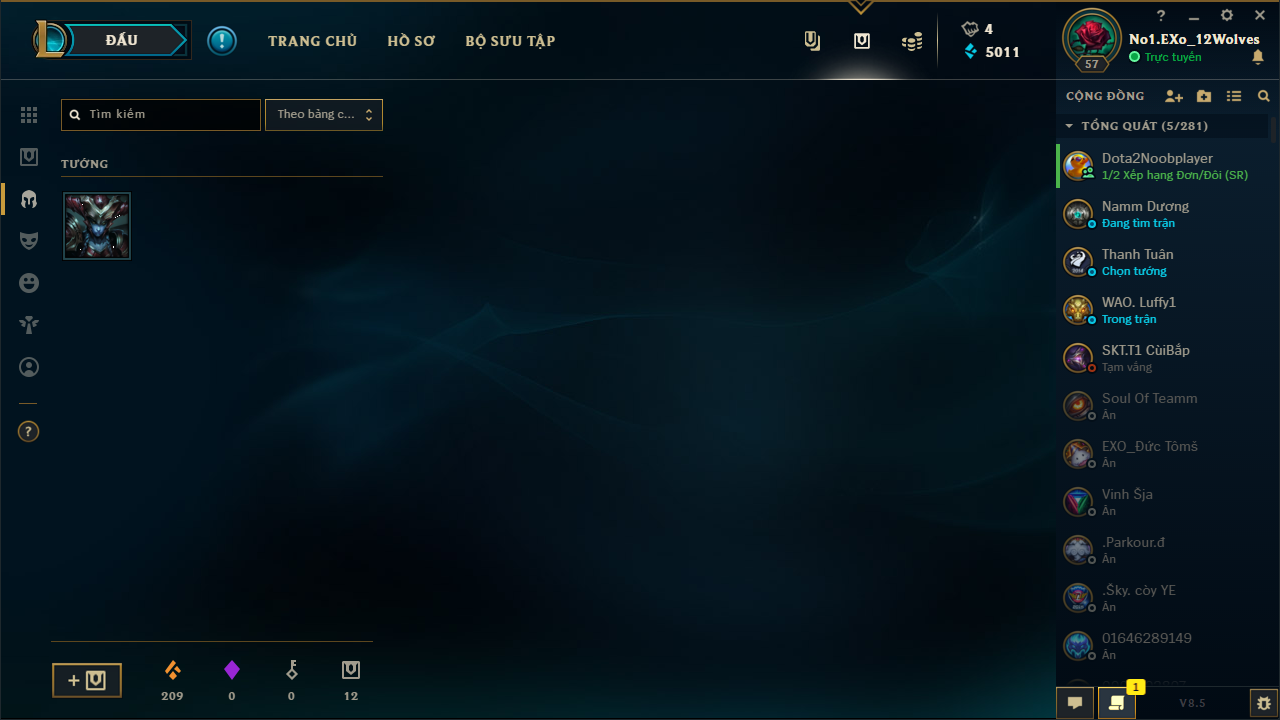 ĐẤU
!
TRANG CHỦ
HỒ SƠ
BỘ SƯU TẬP
4
5011
57
?
No1.EXo_12Wolves
Trực tuyến
Tìm kiếm
Theo bảng c...
TƯỚNG
?
209
0
0
12
CỘNG ĐỒNG
TỔNG QUÁT (5/281)
Dota2Noobplayer
1/2 Xếp hạng Đơn/Đôi (SR)
Namm Dương
Đang tìm trận
Thanh Tuân
Chọn tướng
WAO. Luffy1
Trong trận
SKT.T1 CùiBắp
Tạm vắng
Soul Of Teamm
Ẩn
EXO_Đức Tômš
Ẩn
Vinh Šja
Ẩn
.Parkour.đ
Ẩn
.Šky. còy YE
Ẩn
01646289149
Ẩn
1
V8.5